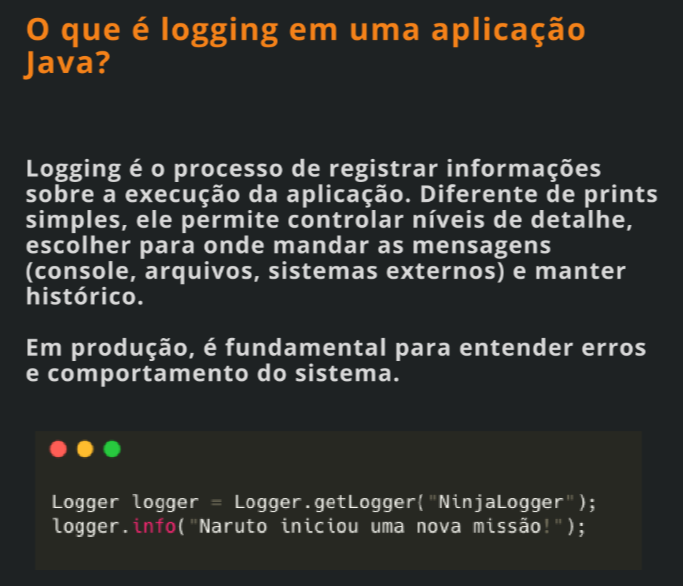 O que é logging em uma aplicação
Java?
Logging é o processo de registrar informações
sobre a execução da aplicação. Diferente de prints
simples, ele permite controlar níveis de detalhe,
escolher para onde mandar as mensagens
(console, arquivos, sistemas externos) e manter
histórico.
Em produção, é fundamental para entender erros
e comportamento do sistema.
Logger logger = Logger.getLogger("NinjaLogger");
logger.info("Naruto iniciou uma nova missão!");